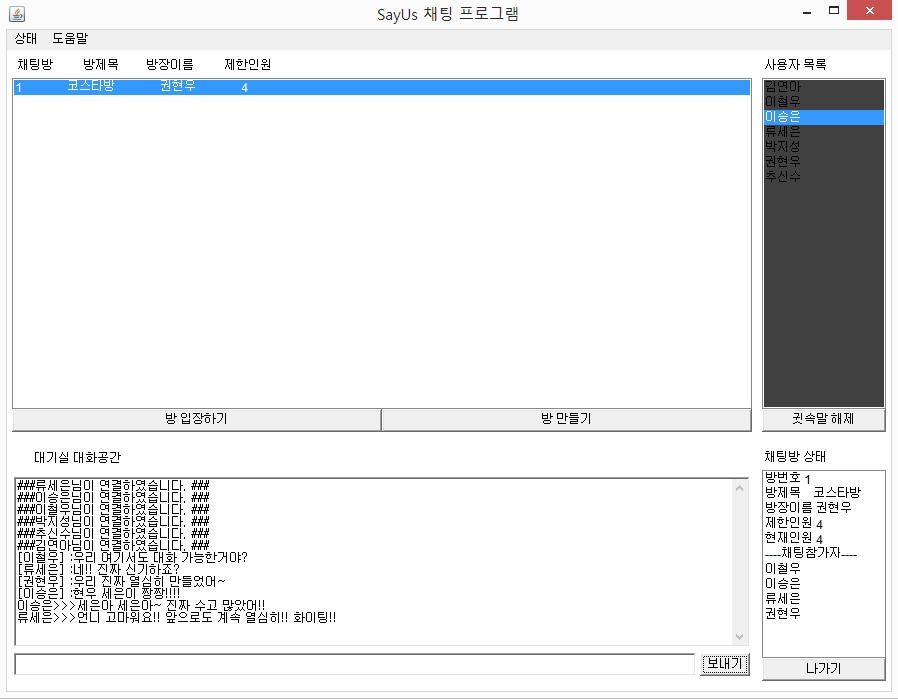 SayUs 채팅 프로그램
상태 도움말
채팅방 방제목 방장이름 제한인원
1 코스타방 권현우 4
사용자 목록
김연아
이철우
이승은
류세은
박지성
권현우
추신수
방 입장하기 방 만들기 귓속말 해제
대기실 대화공간
###류세은님이 연결하였습니다. ###
###이승은님이 연결하였습니다. ###
###이철우님이 연결하였습니다. ###
###박지성님이 연결하였습니다. ###
###추신수님이 연결하였습니다. ###
###김연아님이 연결하였습니다. ###
[이철우] :우리 여기서도 대화 가능한거야?
[류세은] :네!! 진짜 신기하죠?
[권현우] :우리 진짜 열심히 만들었어~
[이승은] :현우 세은이 짱짱!!!!
이승은>>>세은아 세은아~ 진짜 수고 많았어!!
류세은>>>언니 고마워요!! 앞으로도 계속 열심히!! 화이팅!!
보내기
채팅방 상태
방번호 1
방제목 코스타방
방장이름 권현우
제한인원 4
현재인원 4
----채팅참가자----
이철우
이승은
류세은
권현우
나가기